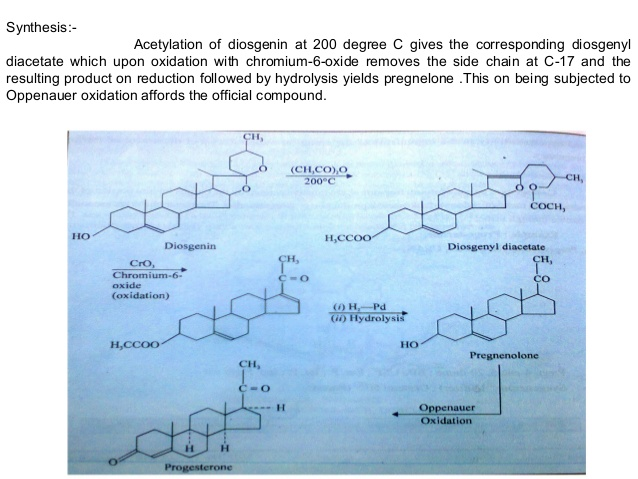 Synthesis:-
Acetylation of diosgenin at 200 degree C gives the corresponding diosgenyl
diacetate which upon oxidation with chromium-6-oxide removes the side chain at C-17 and the
resulting product on reduction followed by hydrolysis yields pregnelone .This on being subjected to
Oppenauer oxidation affords the official compound.
CH₃
O
O
(CH₃CO)₂O
200°C
CH₃
O O
COCH₃
HO
Diosgenin
H₃CCOO
Diosgenyl diacetate
CrO₃
Chromium-6-
oxide
(oxidation)
CH₃
C=O
H₃CCOO
(i) H₂—Pd
(ii) Hydrolysis
CH₃
CO
HO
Pregnenolone
CH₃
C=O
H
H H
O
Progesterone
Oppenauer
Oxidation